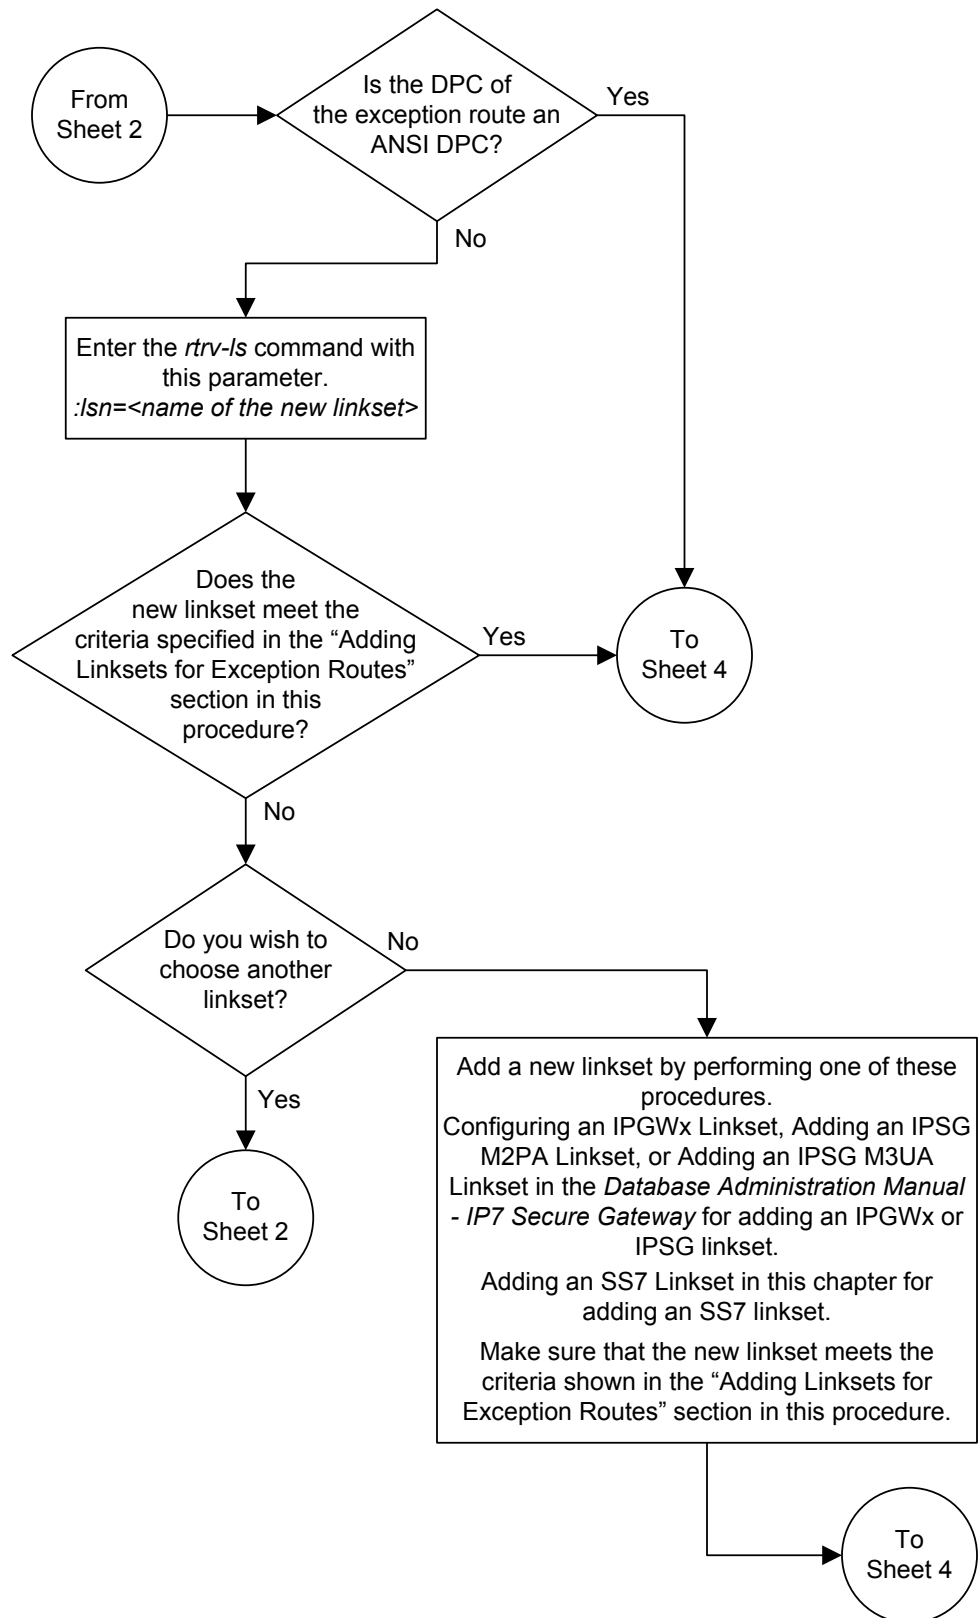 From
Sheet 2
Is the DPC of
the exception route an
ANSI DPC?
Yes
No
Enter the rtrv-ls command with
this parameter.
:lsn=<name of the new linkset>
Does the
new linkset meet the
criteria specified in the “Adding
Linksets for Exception Routes”
section in this
procedure?
Yes
To
Sheet 4
No
Do you wish to
choose another
linkset?
No
Yes
To
Sheet 2
Add a new linkset by performing one of these
procedures.
Configuring an IPGWx Linkset, Adding an IPSG
M2PA Linkset, or Adding an IPSG M3UA
Linkset in the Database Administration Manual
- IP7 Secure Gateway for adding an IPGWx or
IPSG linkset.
Adding an SS7 Linkset in this chapter for
adding an SS7 linkset.
Make sure that the new linkset meets the
criteria shown in the “Adding Linksets for
Exception Routes” section in this procedure.
To
Sheet 4